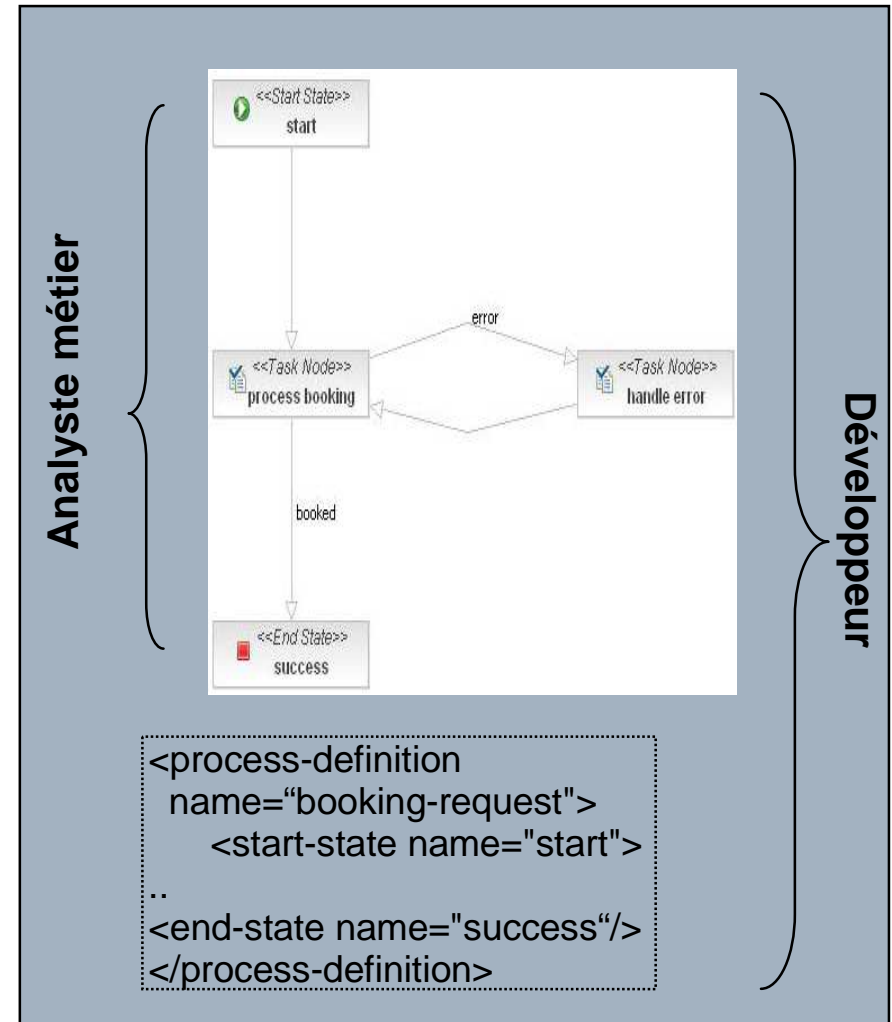 Analyste métier
<<Start State>>
start
error
<<Task Node>>
process booking
<<Task Node>>
handle error
booked
<<End State>>
success
Développeur
<process-definition
name=“booking-request">
<start-state name="start">
..
<end-state name="success“/>
</process-definition>